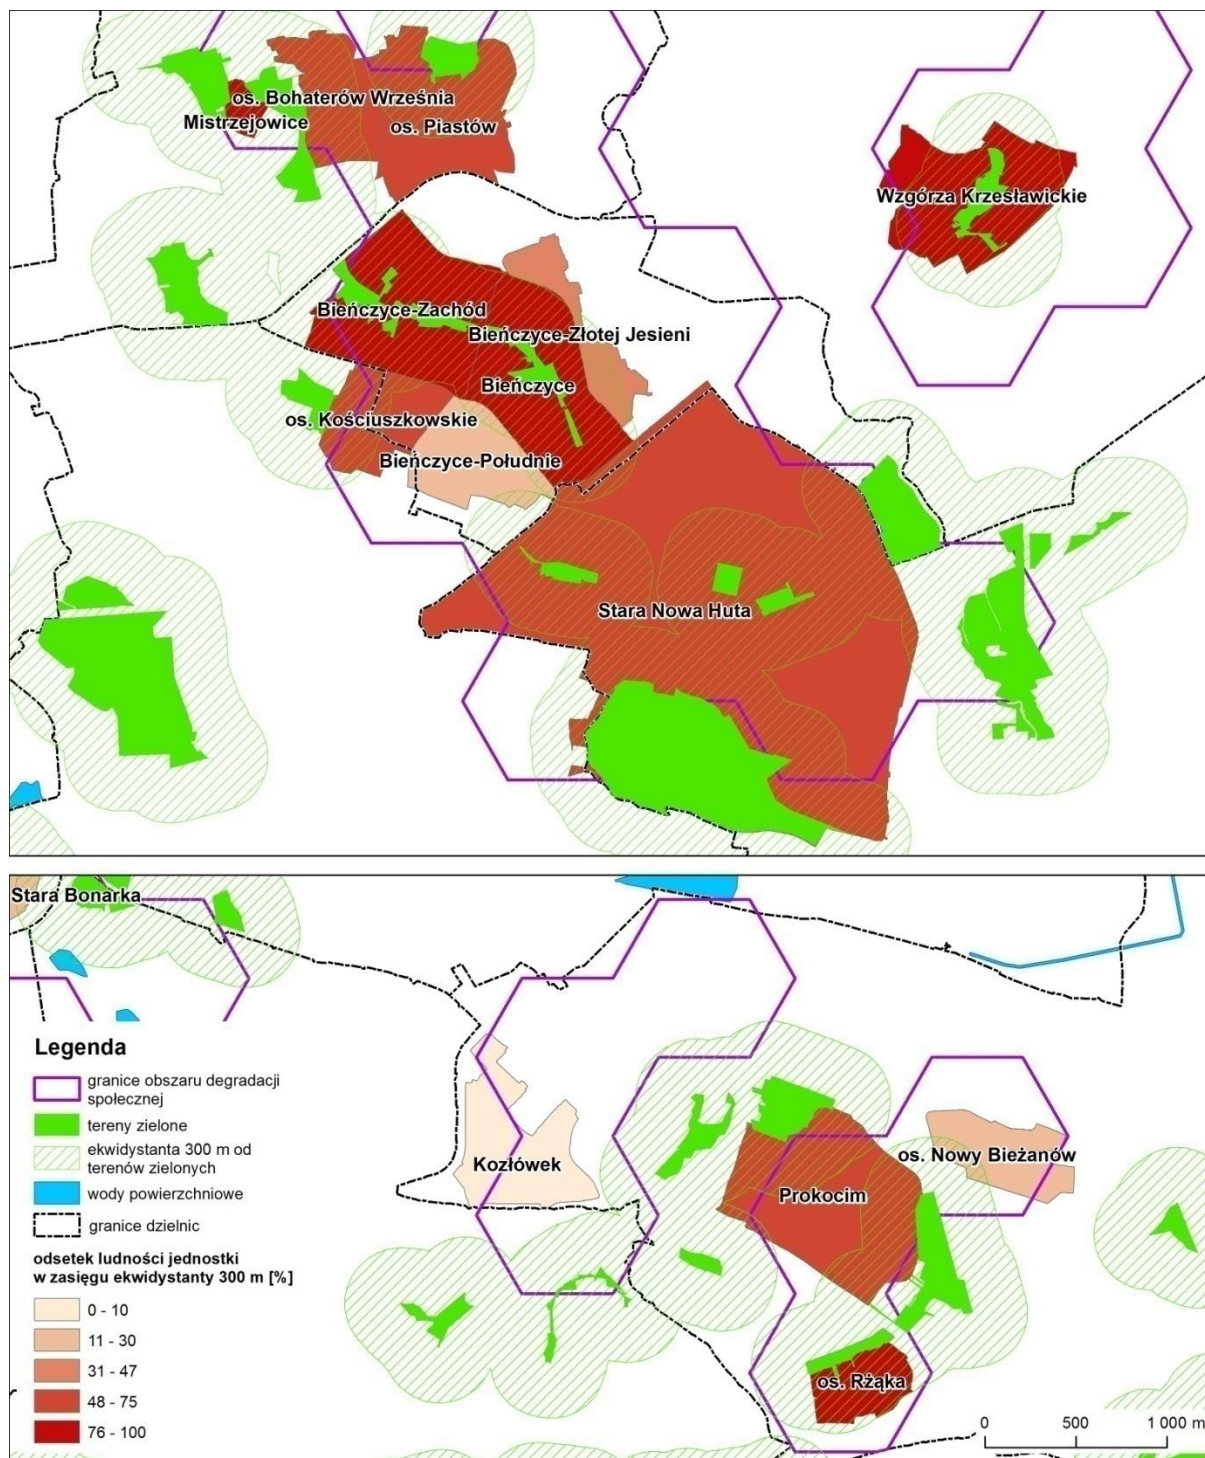 os. Bohaterów Września
Mistrzejowice
os. Piastów
Wzgórza Krzesławickie
Bieńczyce-Zachód
Bieńczyce-Złotej Jesieni
Bieńczyce
os. Kościuszkowskie
Bieńczyce-Południe
Stara Nowa Huta
Stara Bonarka
Legenda
granice obszaru degradacji
społecznej
tereny zielone
ekwidystanta 300 m od
terenów zielonych
wody powierzchniowe
granice dzielnic
odsetek ludności jednostki
w zasięgu ekwidystanty 300 m [%]
0 - 10
11 - 30
31 - 47
48 - 75
76 - 100
os. Nowy Bieżanów
Kozłówek
Prokocim
os. Rżąka
0 500 1 000 m